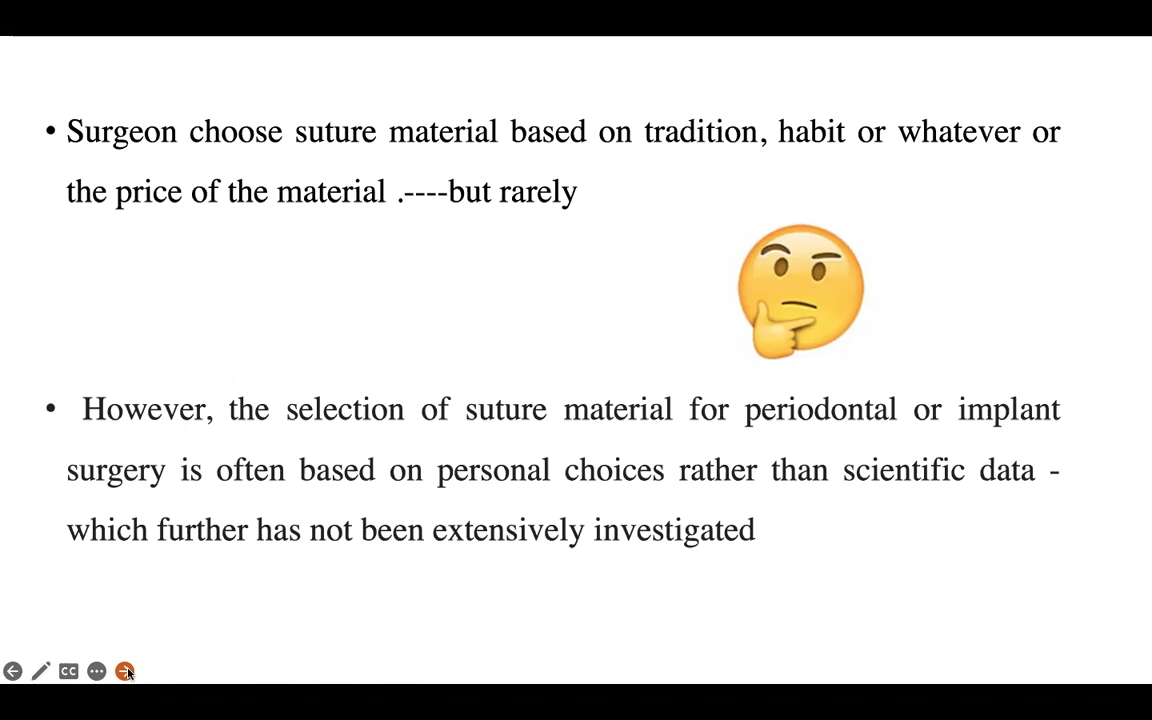 • Surgeon choose suture material based on tradition, habit or whatever or
the price of the material .----but rarely
• However, the selection of suture material for periodontal or implant
surgery is often based on personal choices rather than scientific data -
which further has not been extensively investigated
CC